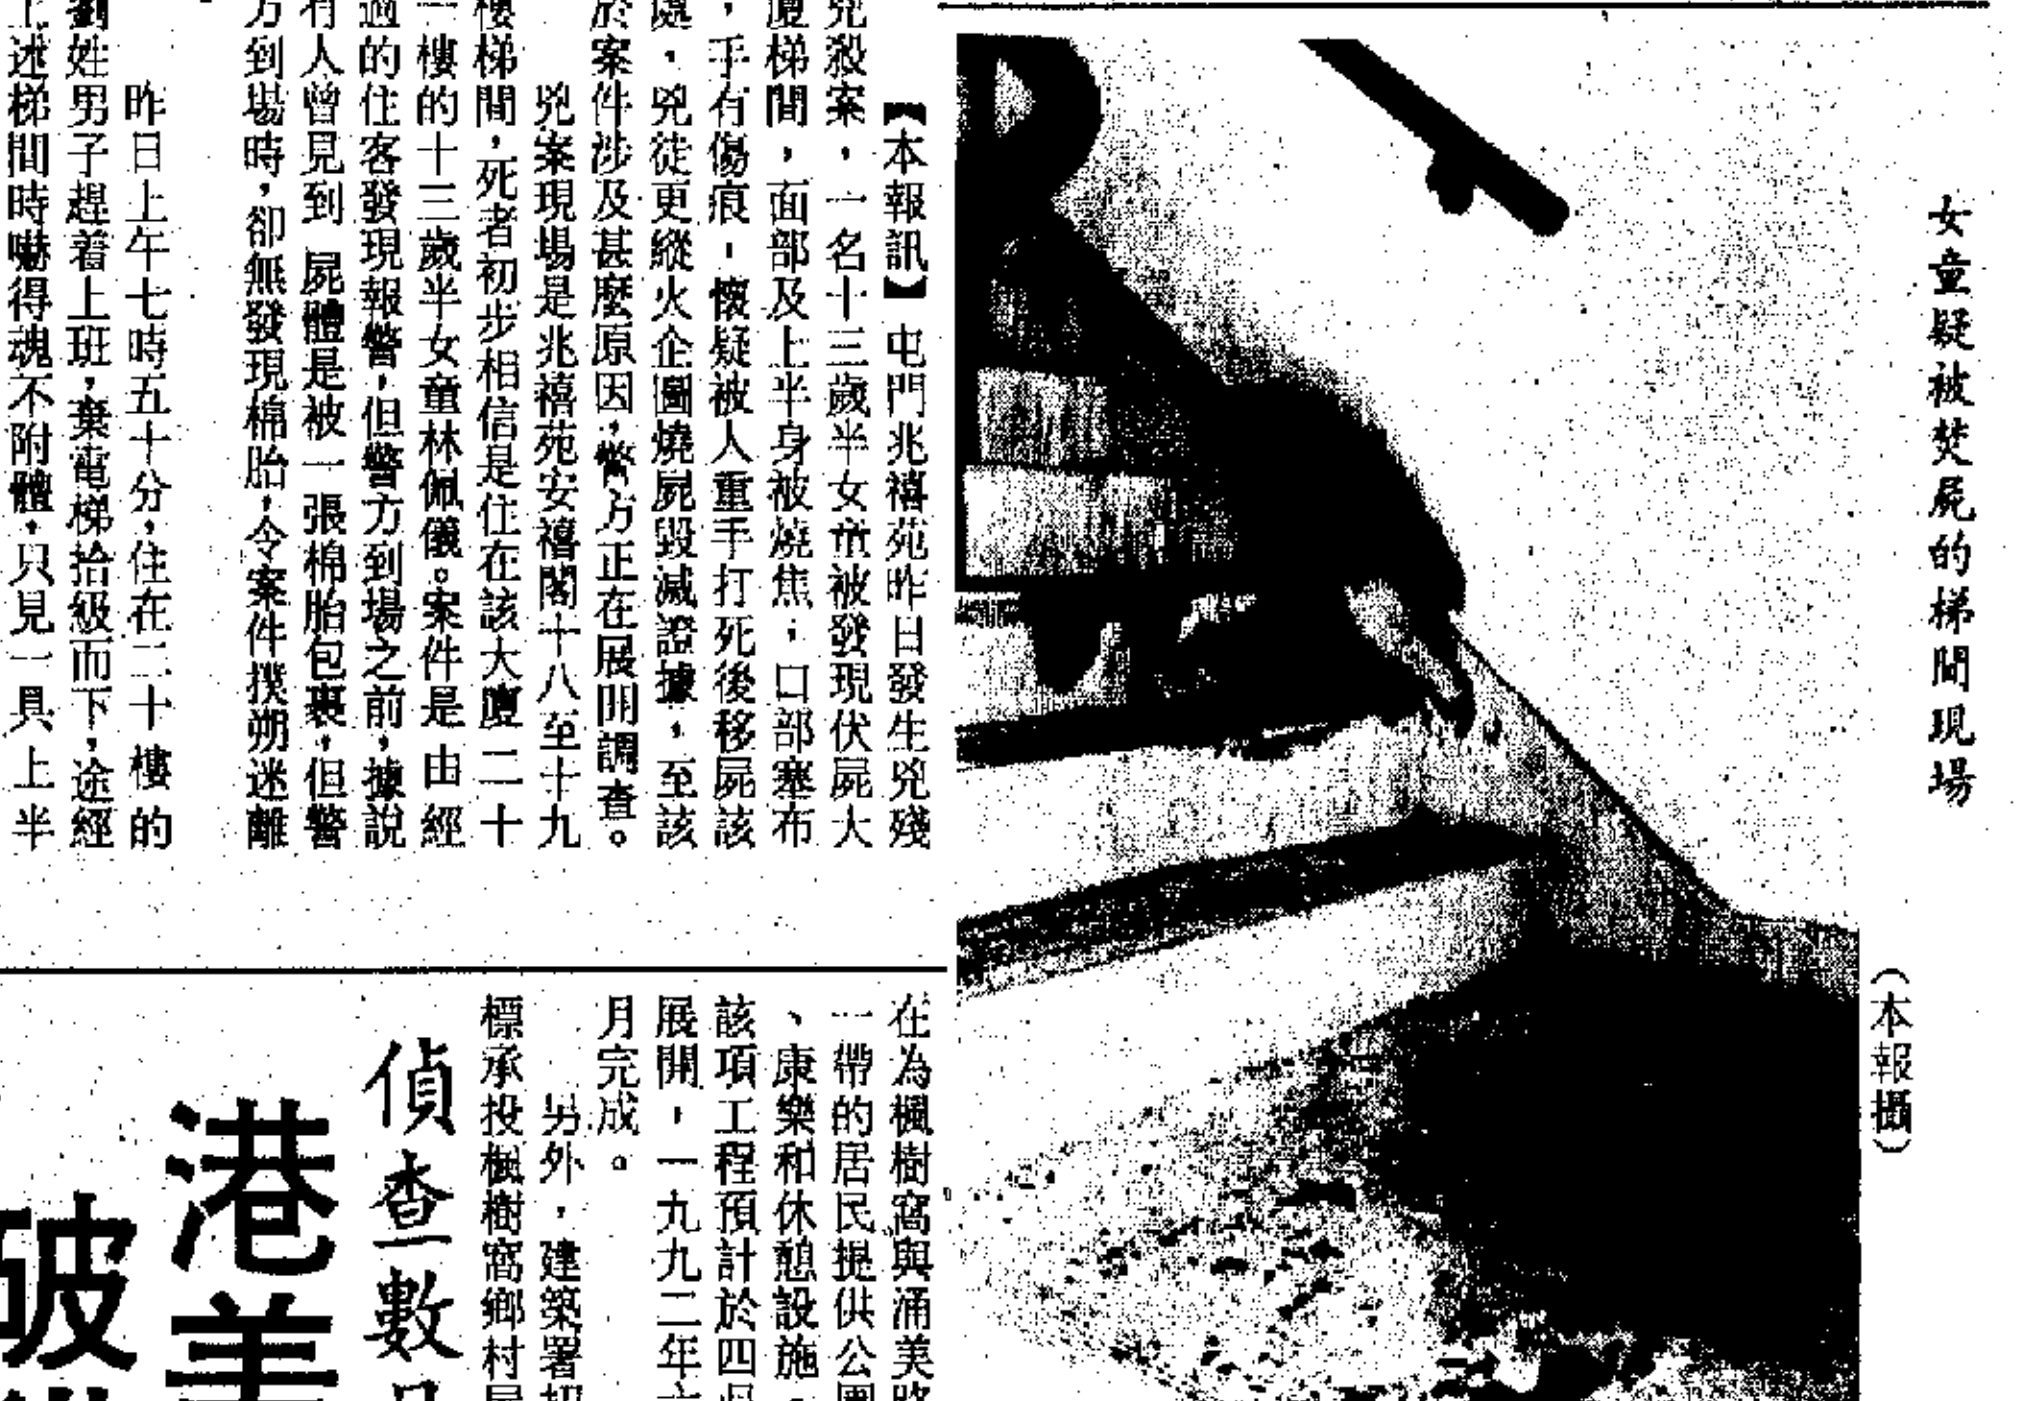 女童疑被焚屍的梯間現場
（本報攝）
【本報訊】屯門兆禧苑昨日發生兇殘
兇殺案，一名十三歲半女童被發現伏屍大
廈梯間，面部及上半身被燒焦，口部塞布
，手有傷痕，懷疑被人重手打死後移屍該
處，兇徒更縱火企圖燒屍毀滅證據，至該
於案件涉及甚麼原因，警方正在展開調查。
兇案現場是兆禧苑安禧閣十八至十九
樓梯間，死者初步相信是住在該大廈二十
一樓的十三歲半女童林佩儀。案件是由經
過的住客發現報警，但警方到場之前，據說
有人曾見到屍體是被一張棉胎包裹，但警
方到場時，卻無發現棉胎，令案件撲朔迷離
。
昨日上午七時五十分，住在二十樓的
劉姓男子趕着上班，棄電梯拾級而下，途經
上述梯間時嚇得魂不附體，只見一具上半
在為楓樹窩與涌美路
一帶的居民提供公園
、康樂和休憩設施，
該項工程預計於四月
展開，一九九二年六
月完成。
另外，建築署招
標承投楓樹窩鄉村屋
偵查數月
港美
破